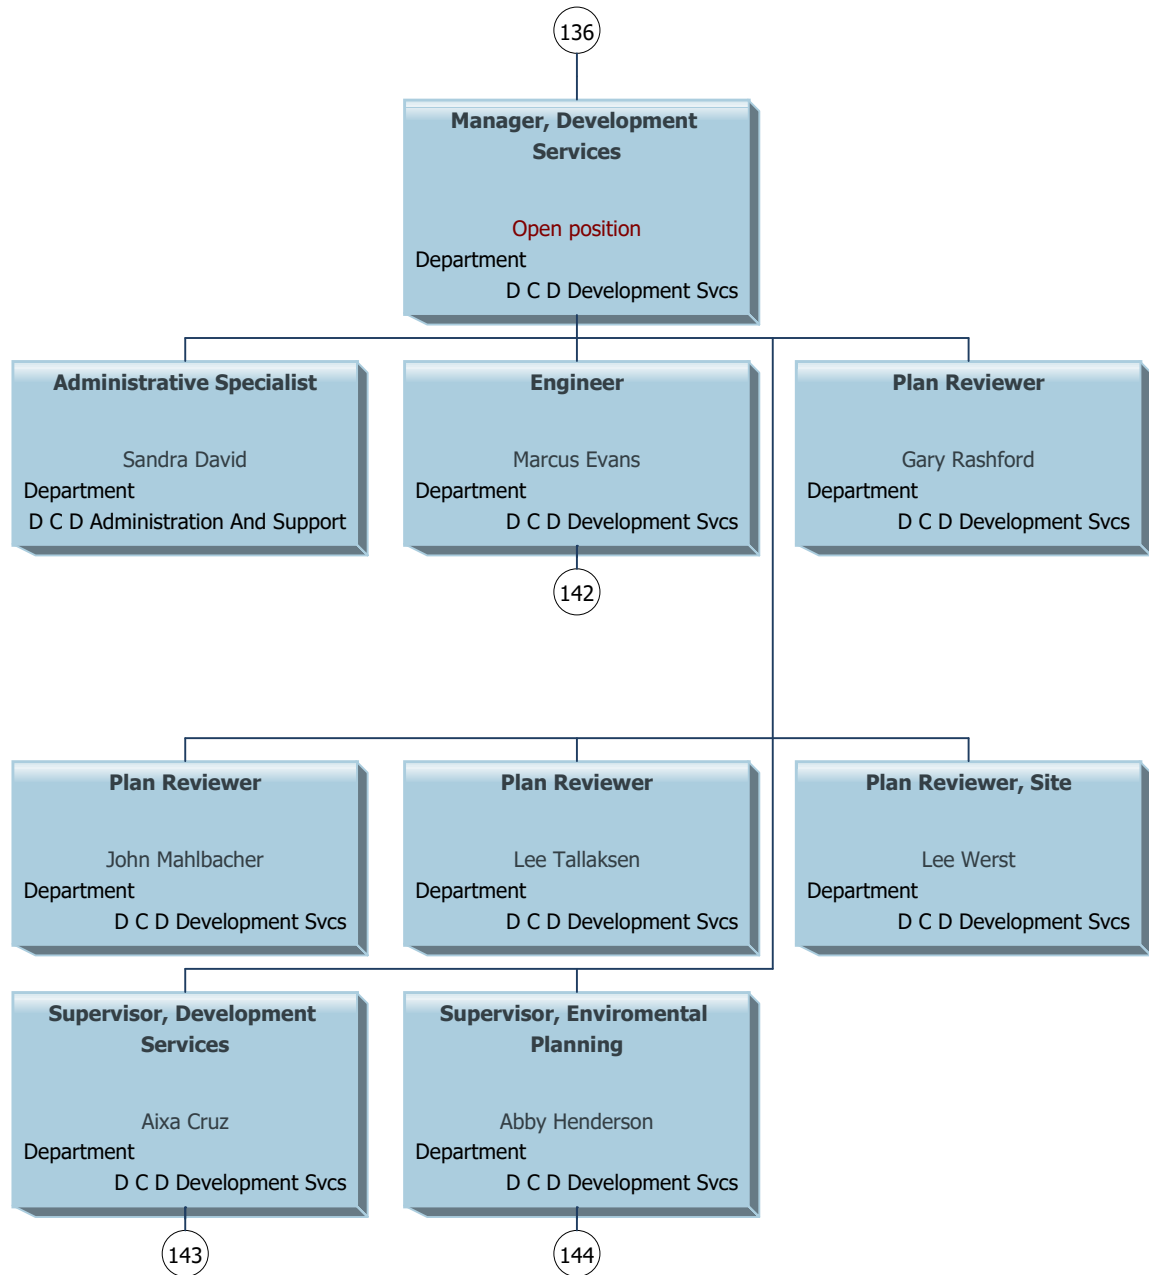 136
Manager, Development
Services
Open position
Department
D C D Development Svcs
Administrative Specialist
Sandra David
Department
D C D Administration And Support
Engineer
Marcus Evans
Department
D C D Development Svcs
142
Plan Reviewer
Gary Rashford
Department
D C D Development Svcs
Plan Reviewer
John Mahlbacher
Department
D C D Development Svcs
Plan Reviewer
Lee Tallaksen
Department
D C D Development Svcs
Plan Reviewer, Site
Lee Werst
Department
D C D Development Svcs
Supervisor, Development
Services
Aixa Cruz
Department
D C D Development Svcs
143
Supervisor, Enviromental
Planning
Abby Henderson
Department
D C D Development Svcs
144